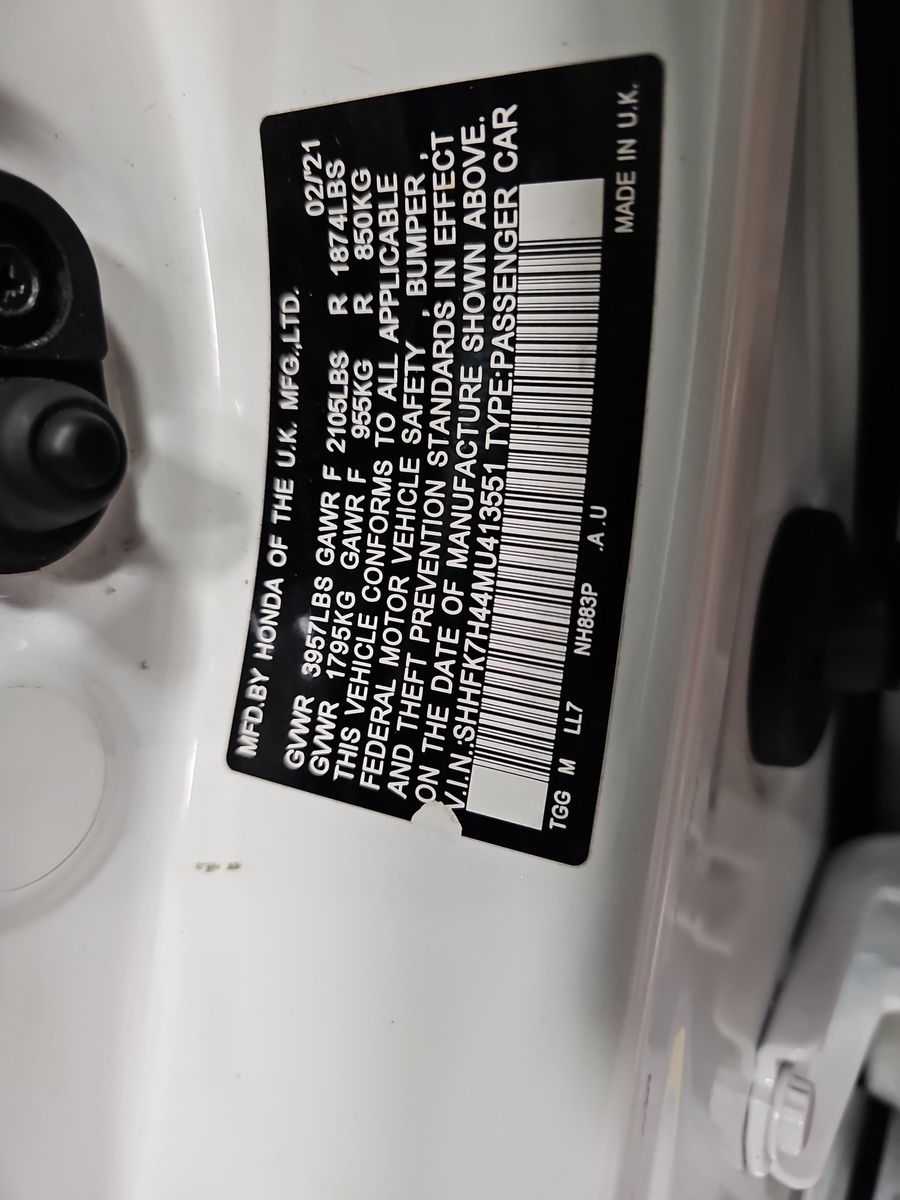 MFD.BY HONDA OF THE U.K. MFG.,LTD. 02/'21
GVWR 3957LBS GAWR F 2105LBS R 1874LBS
GVWR 1795KG GAWR F 955KG R 850KG
THIS VEHICLE CONFORMS TO ALL APPLICABLE
FEDERAL MOTOR VEHICLE SAFETY , BUMPER ,
AND THEFT PREVENTION STANDARDS IN EFFECT
ON THE DATE OF MANUFACTURE SHOWN ABOVE.
V.I.N.:SHHFK7H44MU413551 TYPE:PASSENGER CAR
TGG M LL7 NH883P .A .U MADE IN U.K.